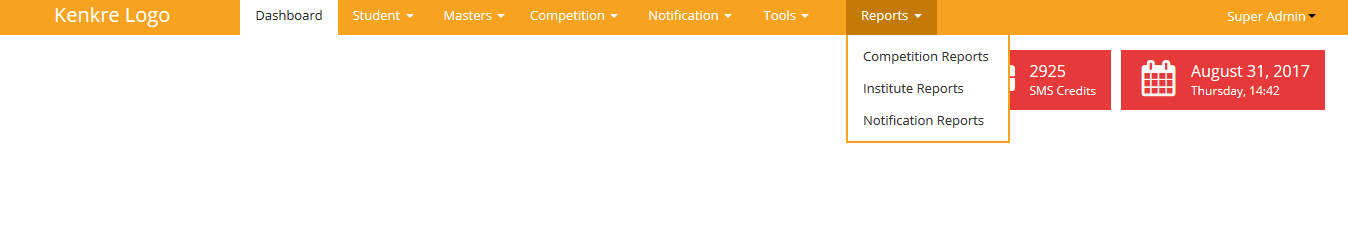 Kenkre Logo
Dashboard
Student
Masters
Competition
Notification
Tools
Reports
Super Admin
Competition Reports
Institute Reports
Notification Reports
2925
SMS Credits
August 31, 2017
Thursday, 14:42